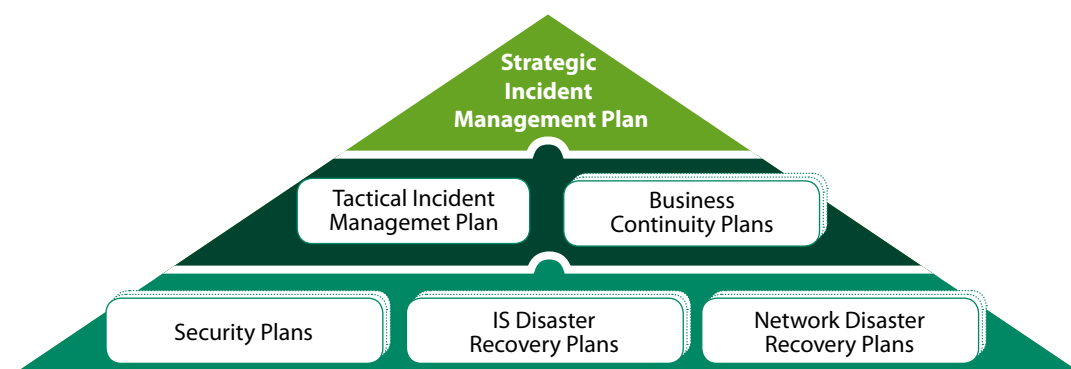 Strategic
Incident
Management Plan
Tactical Incident
Managemet Plan
Business
Continuity Plans
Security Plans
IS Disaster
Recovery Plans
Network Disaster
Recovery Plans